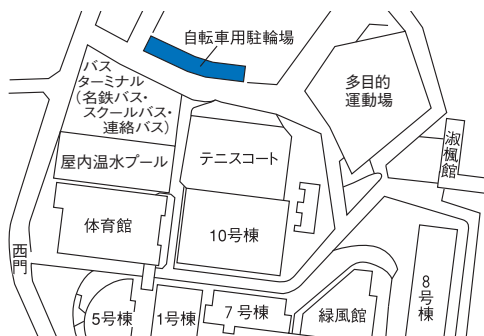 自転車用駐輪場
バス
ターミナル
(名鉄バス・
スクールバス・
連絡バス)
多目的
運動場
淑楓館
屋内温水プール
テニスコート
体育館
10号棟
西門
8号棟
5号棟
1号棟
7号棟
緑風館